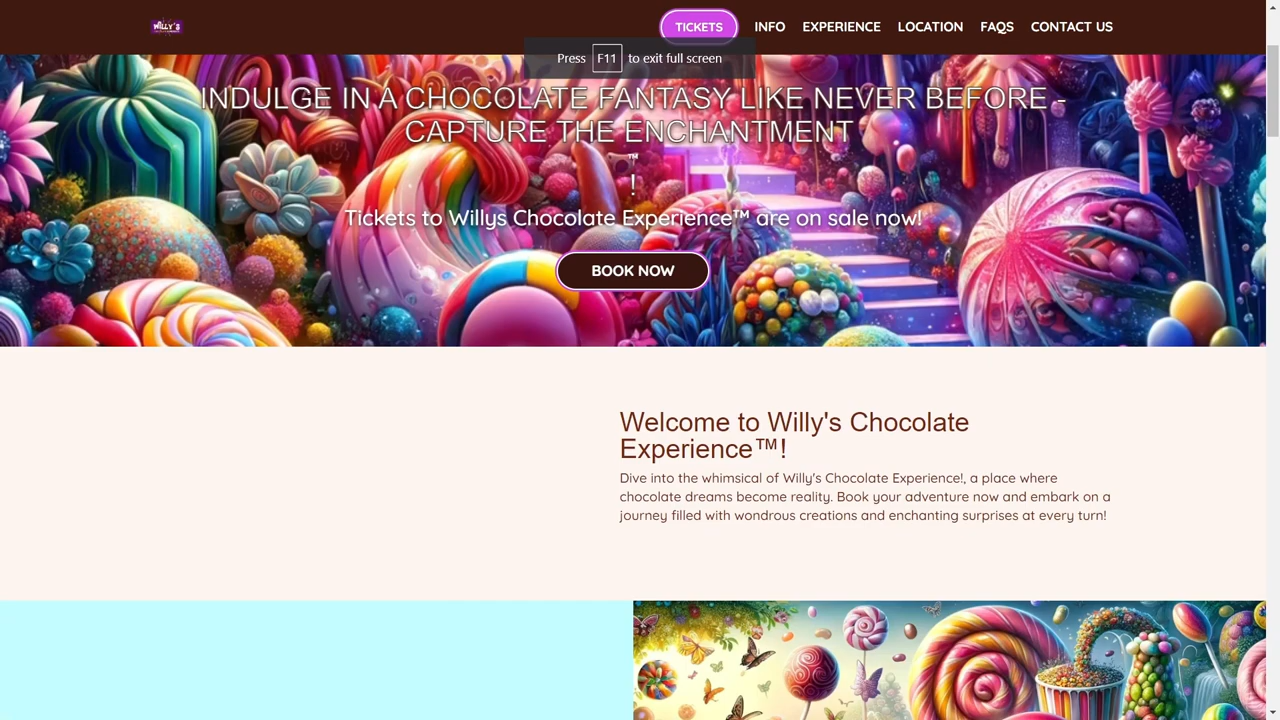 WILLY'S
TICKETS
INFO
EXPERIENCE
LOCATION
FAQS
CONTACT US
Press F11 to exit full screen
INDULGE IN A CHOCOLATE FANTASY LIKE NEVER BEFORE -
CAPTURE THE ENCHANTMENT
™
!
Tickets to Willys Chocolate Experience™ are on sale now!
BOOK NOW
Welcome to Willy's Chocolate
Experience™!
Dive into the whimsical of Willy's Chocolate Experience!, a place where
chocolate dreams become reality. Book your adventure now and embark on a
journey filled with wondrous creations and enchanting surprises at every turn!